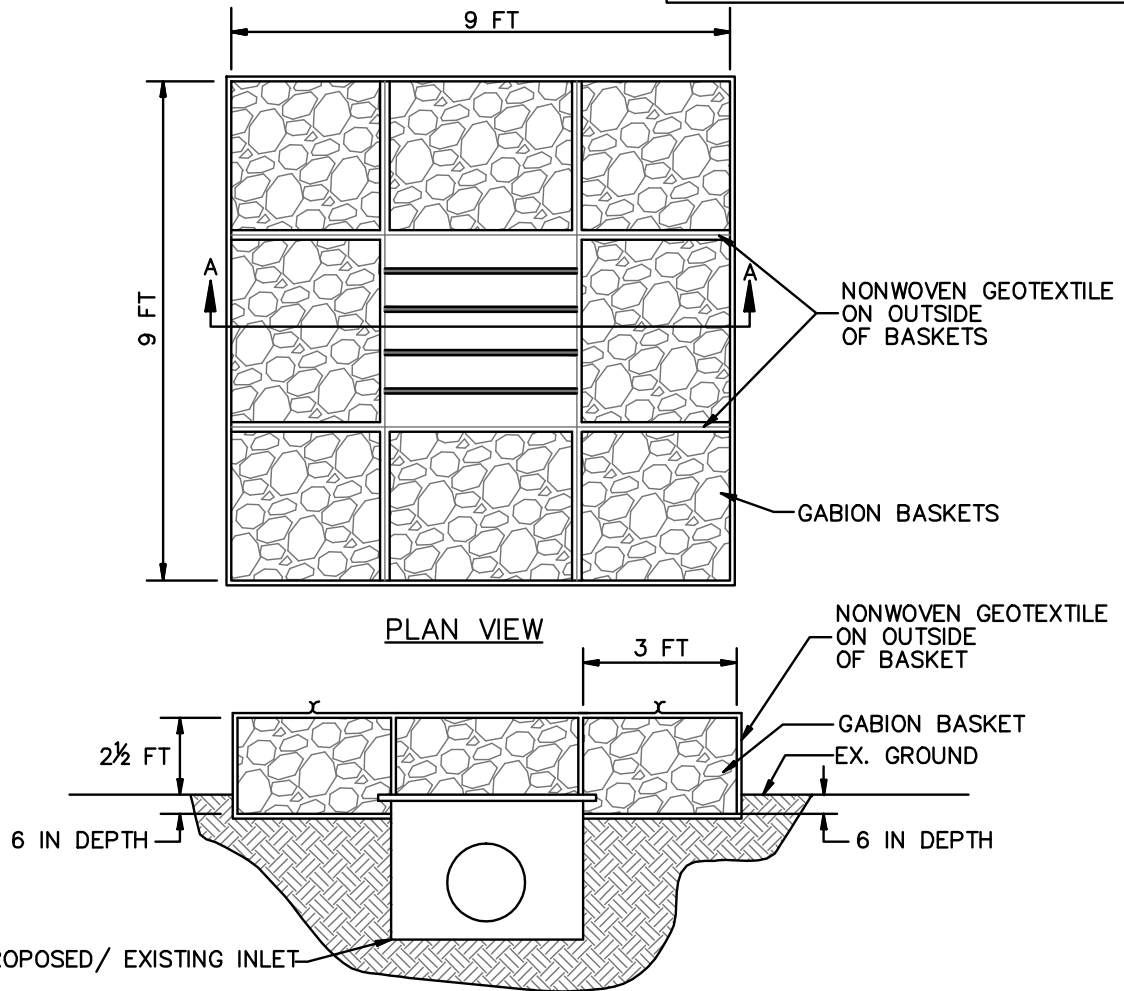 9 FT
9 FT
A
A
NONWOVEN GEOTEXTILE
ON OUTSIDE
OF BASKETS
GABION BASKETS
PLAN VIEW
3 FT
NONWOVEN GEOTEXTILE
ON OUTSIDE
OF BASKET
2½ FT
GABION BASKET
EX. GROUND
6 IN DEPTH
6 IN DEPTH
ROPOSED/ EXISTING INLET